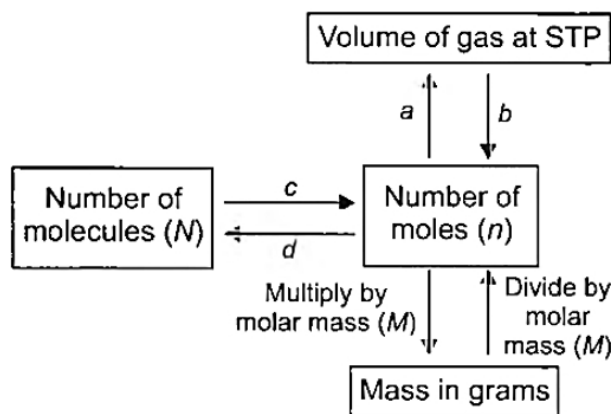 Volume of gas at STP
a
b
Number of
molecules (N)
c
d
Number of
moles (n)
Multiply by
molar mass (M)
Divide by
molar
mass (M)
Mass in grams